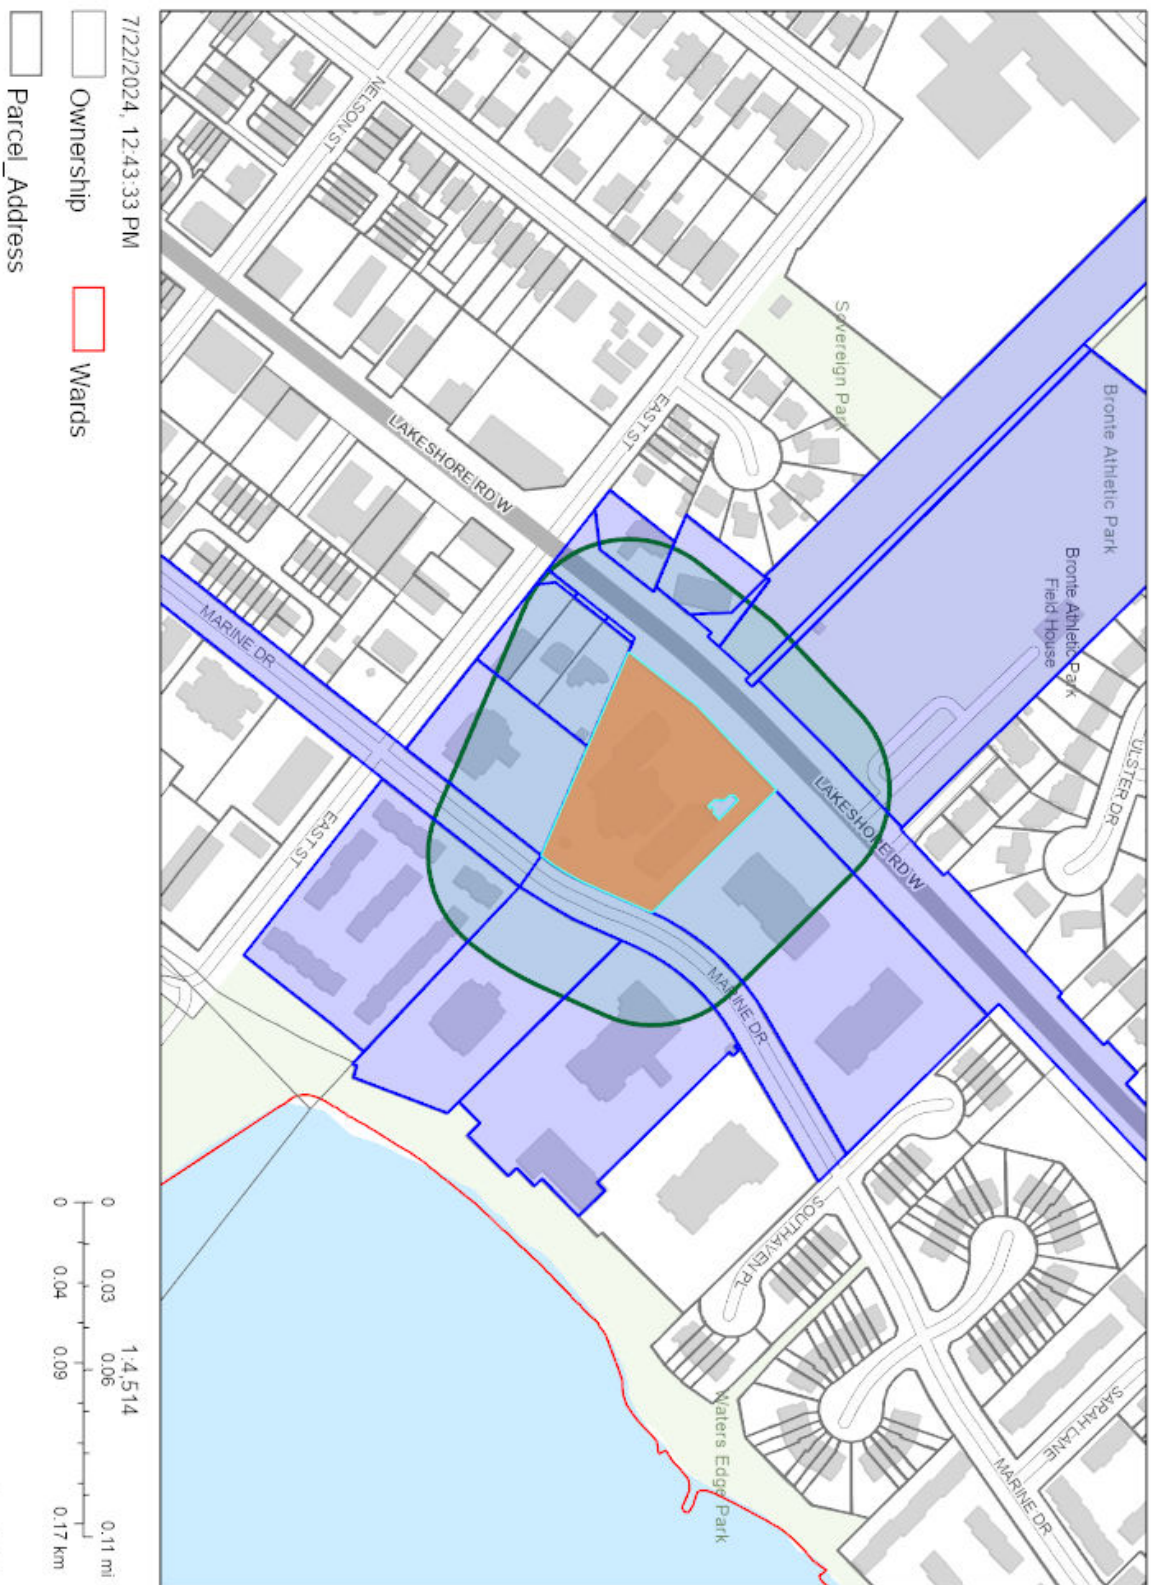 NELSON ST
Sovereign Park
Bronte Athletic Park
Bronte Athletic Park
Field House
EAST ST
LAKESHORE RD W
ULSTER DR
LAKESHORE RD W
MARINE DR
EAST ST
MARINE DR
SOUTHAVEN PL
SARAH LANE
MARINE DR
Waters Edge Park
7/22/2024, 12:43:33 PM
Ownership
Wards
Parcel_Address
1:4,514
0 0.03 0.06 0.11 mi
0 0.04 0.09 0.17 km